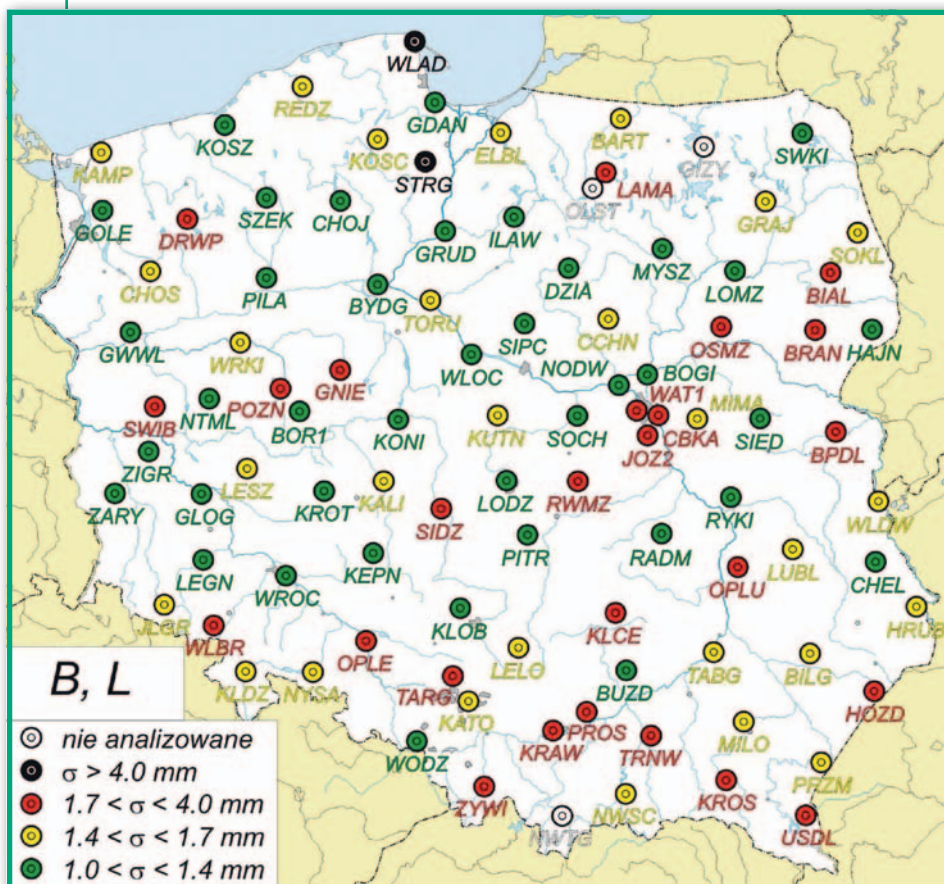 WLAD
1
REDZ
GDAN
KOSZ
KOSC
ELBL
BART
GIZY
SWKI
KAMP
STRG
OLST
LAMA
GOLE
DRWP
SZEK
CHOJ
GRUD
ILAW
GRAJ
SOKL
MYSZ
CHOS
PILA
BYDG
DZIA
LOMZ
BIAL
TORU
CCHN
OSMZ
BRAN
HAJN
GWWL
WRKI
SIPC
WLOC
NODW
BOGI
GNIE
POZN
WAT1
MIMA
SWIB
NTML
BOR1
KONI
KUTN
SOCH
CBKA
SIED
JOZ2
BPDL
ZIGR
LESZ
ZARY
GLOG
KROT
KALI
SIDZ
LODZ
RWMZ
RYKI
WLDW
PITR
RADM
LUBL
LEGN
WROC
KEPN
OPLU
CHEL
JLGR
WLBR
KLOB
KLCE
HRUB
OPLE
LELO
TABG
BILG
KLDZ
NYSA
TARG
KATO
BUZD
HOZD
PROS
KRAW
TRNW
MILO
WODZ
PRZM
ZYWI
NWTG
NWSC
KROS
USDL
B, L
nie analizowane
σ > 4.0 mm
1.7 < σ < 4.0 mm
1.4 < σ < 1.7 mm
1.0 < σ < 1.4 mm